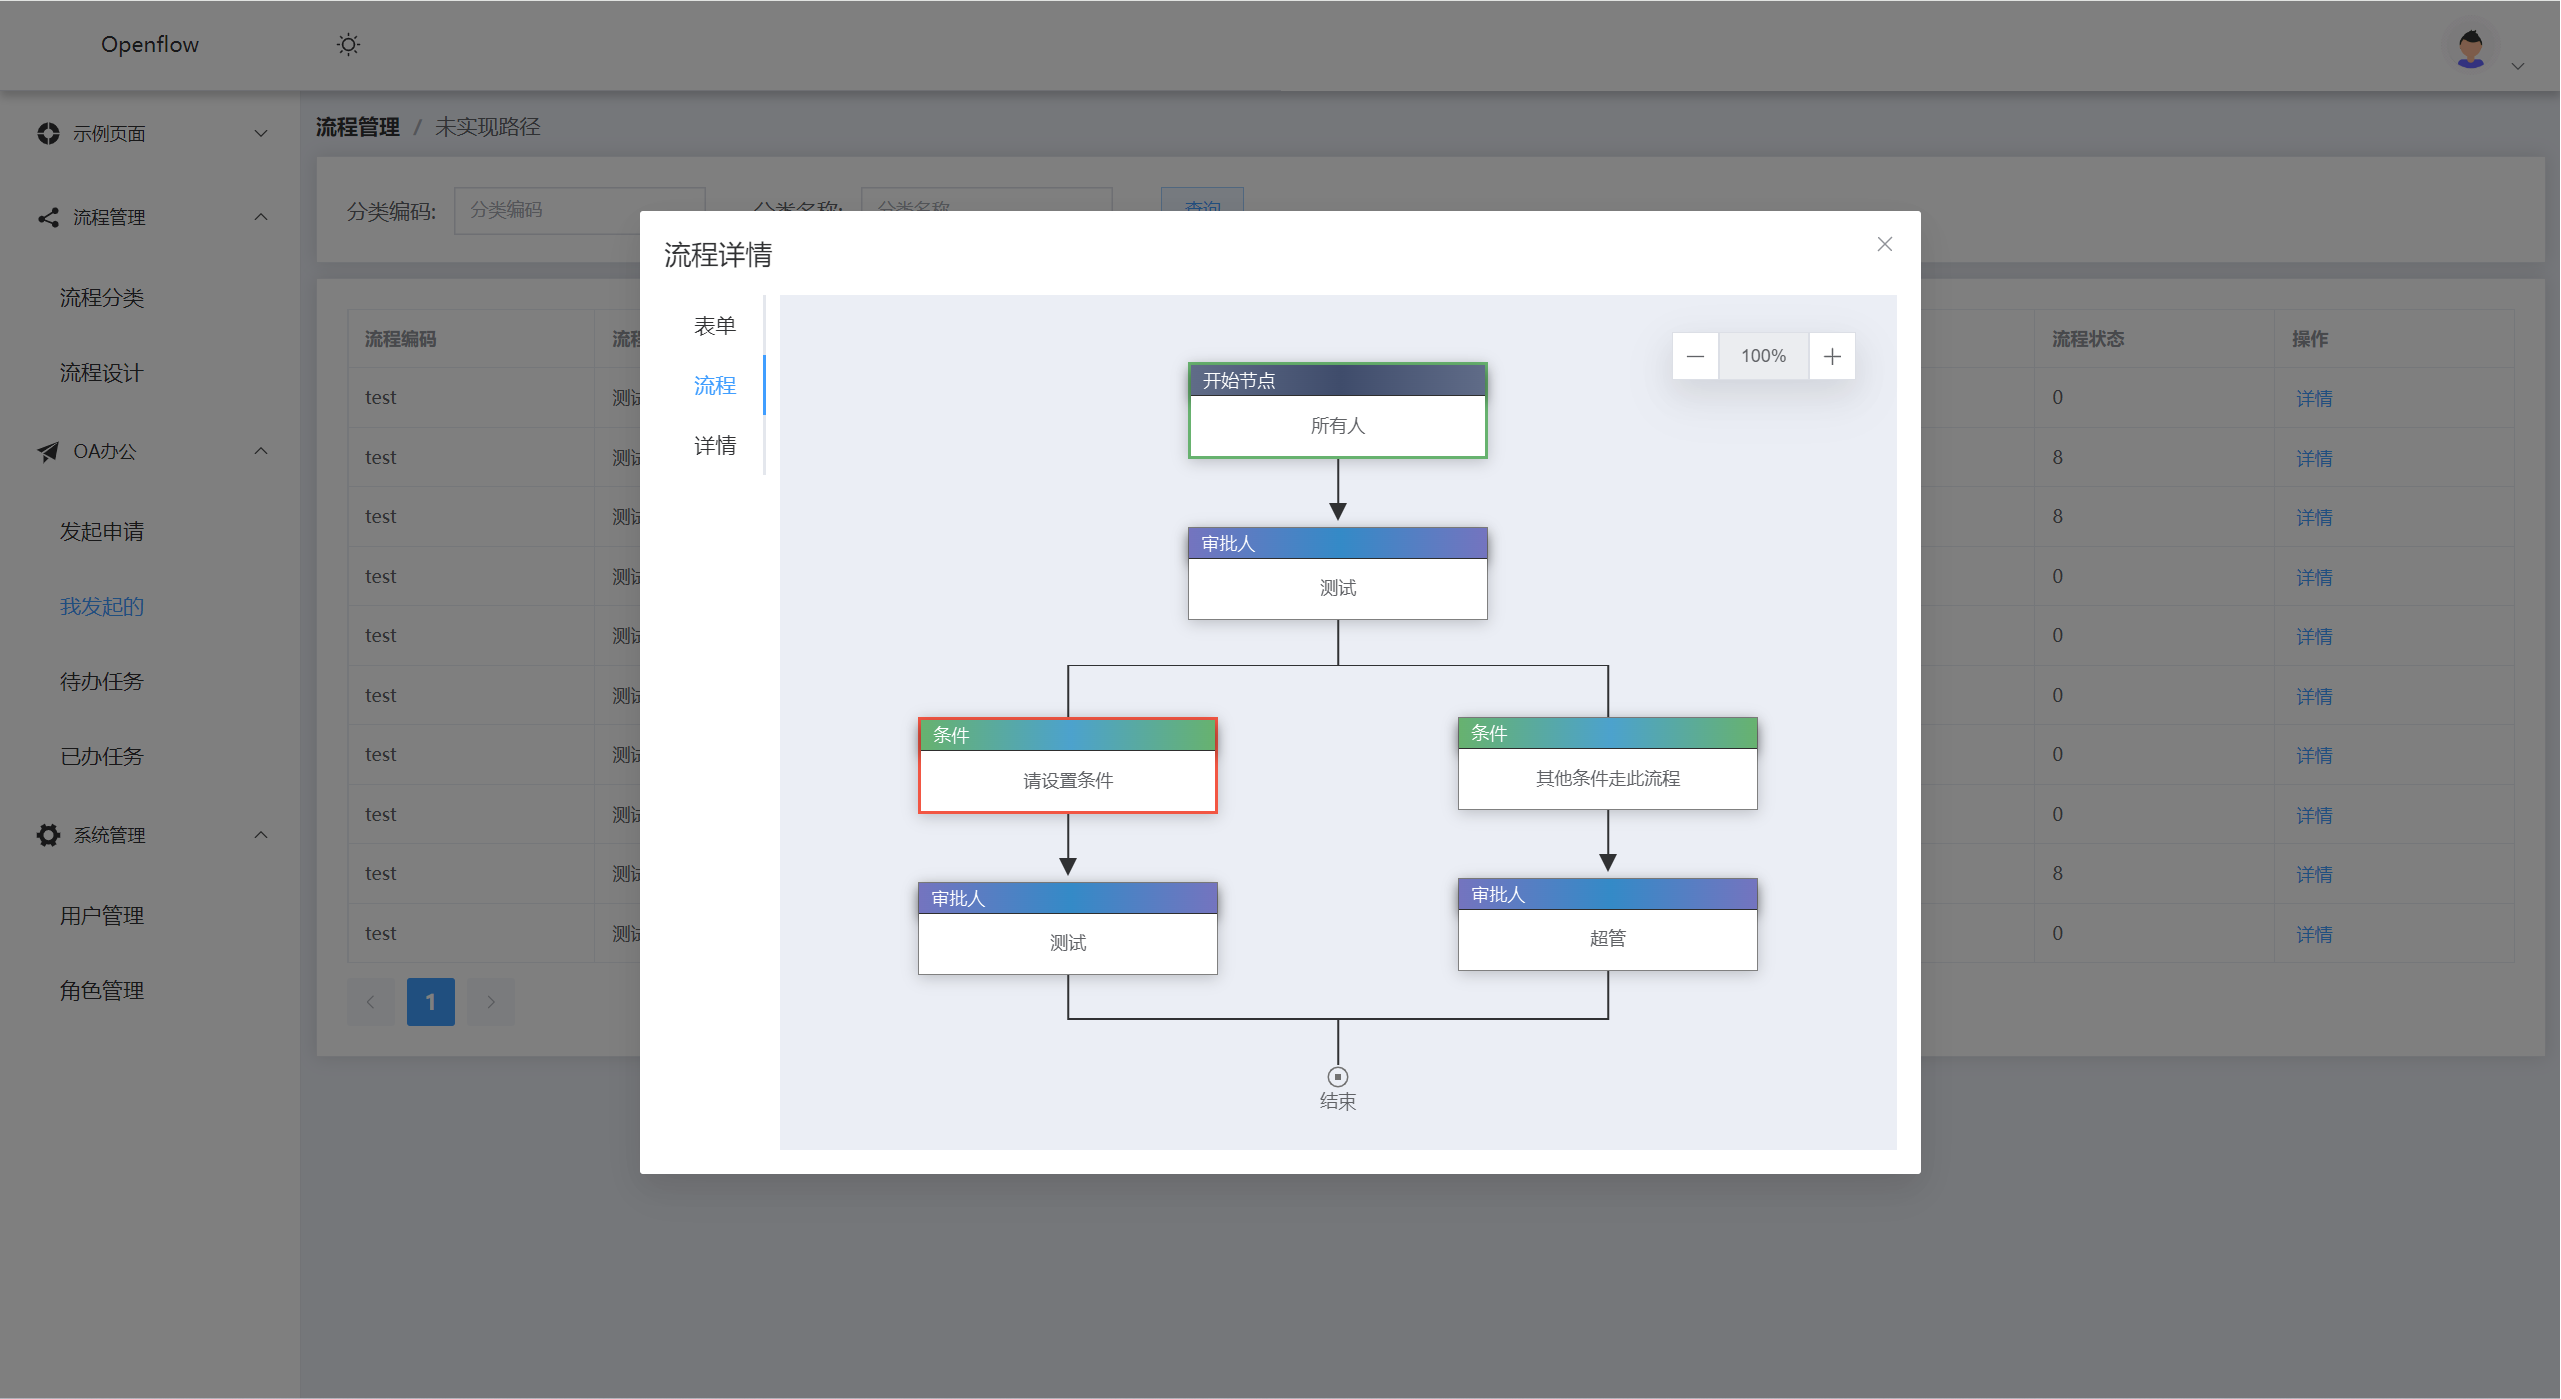 Openflow
示例页面
流程管理
流程分类
流程设计
OA办公
发起申请
我发起的
待办任务
已办任务
系统管理
用户管理
角色管理
流程管理 / 未实现路径
分类编码: 分类编码 分类名称: 分类名称 查询
流程编码 流程 流程状态 操作
test 测试 0 详情
test 测试 8 详情
test 测试 8 详情
test 测试 0 详情
test 测试 0 详情
test 测试 0 详情
test 测试 0 详情
test 测试 0 详情
test 测试 8 详情
test 测试 0 详情
1
流程详情
表单
流程
详情
100%
开始节点
所有人
审批人
测试
条件
请设置条件
条件
其他条件走此流程
审批人
测试
审批人
超管
结束